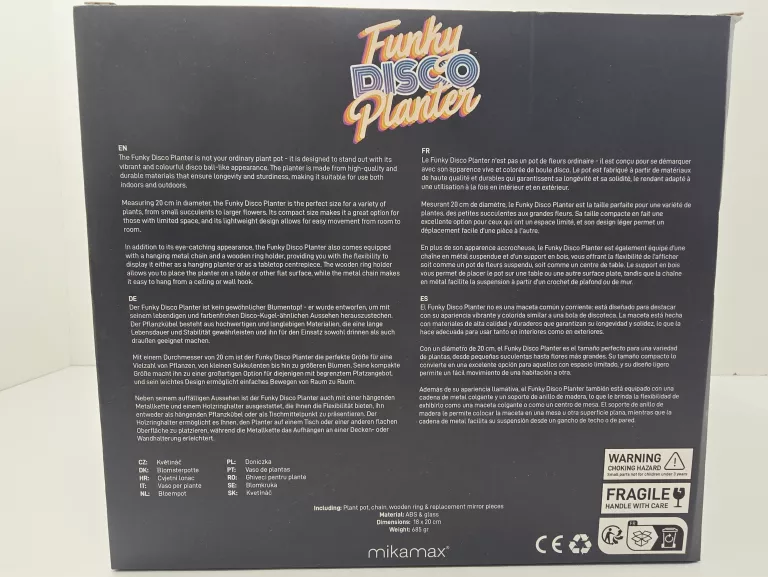 Funky
DISCO
Planter
EN
The Funky Disco Planter is not your ordinary plant pot - it is designed to stand out with its
vibrant and colourful disco ball-like appearance. The planter is made from high-quality and
durable materials that ensure longevity and sturdiness, making it suitable for use both
indoors and outdoors.
Measuring 20 cm in diameter, the Funky Disco Planter is the perfect size for a variety of
plants, from small succulents to larger flowers. Its compact size makes it a great option for
those with limited space, and its lightweight design allows for easy movement from room to
room.
In addition to its eye-catching appearance, the Funky Disco Planter also comes equipped
with a hanging metal chain and a wooden ring holder, providing you with the flexibility to
display it either as a hanging planter or as a tabletop centrepiece. The wooden ring holder
allows you to place the planter on a table or other flat surface, while the metal chain makes
it easy to hang from a ceiling or wall hook.
DE
Der Funky Disco Planter ist kein gewöhnlicher Blumentopf - er wurde entworfen, um mit
seinem lebendigen und farbenfrohen Disco-Kugel-ähnlichen Aussehen herauszustechen.
Der Pflanzkübel besteht aus hochwertigen und langlebigen Materialien, die eine lange
Lebensdauer und Stabilität gewährleisten und ihn für den Einsatz sowohl drinnen als auch
draußen geeignet machen.
Mit einem Durchmesser von 20 cm ist der Funky Disco Planter die perfekte Größe für eine
Vielzahl von Pflanzen, von kleinen Sukkulenten bis hin zu größeren Blumen. Seine kompakte
Größe macht ihn zu einer großartigen Option für diejenigen mit begrenztem Platzangebot,
und sein leichtes Design ermöglicht einfaches Bewegen von Raum zu Raum.
Neben seinem auffälligen Aussehen ist der Funky Disco Planter auch mit einer hängenden
Metallkette und einem Holzringhalter ausgestattet, die Ihnen die Flexibilität bieten, ihn
entweder als hängenden Pflanzkübel oder als Tischmittelpunkt zu präsentieren. Der
Holzringhalter ermöglicht es Ihnen, den Planter auf einem Tisch oder einer anderen flachen
Oberfläche zu platzieren, während die Metallkette das Aufhängen an einer Decken- oder
Wandhalterung erleichtert.
FR
Le Funky Disco Planter n'est pas un pot de fleurs ordinaire - il est conçu pour se démarquer
avec son apparence vive et colorée de boule disco. Le pot est fabriqué à partir de matériaux
de haute qualité et durables qui garantissent sa longévité et sa solidité, le rendant adapté à
une utilisation à la fois en intérieur et en extérieur.
Mesurant 20 cm de diamètre, le Funky Disco Planter est la taille parfaite pour une variété de
plantes, des petites succulentes aux grandes fleurs. Sa taille compacte en fait une
excellente option pour ceux qui ont un espace limité, et son design léger permet un
déplacement facile d'une pièce à l'autre.
En plus de son apparence accrocheuse, le Funky Disco Planter est également équipé d'une
chaîne en métal suspendue et d'un support en bois, vous offrant la flexibilité de l'afficher
soit comme un pot de fleurs suspendu, soit comme un centre de table. Le support en bois
vous permet de placer le pot sur une table ou une autre surface plate, tandis que la chaîne
en métal facilite la suspension à partir d'un crochet de plafond ou de mur.
ES
El Funky Disco Planter no es una maceta común y corriente: está diseñado para destacar
con su apariencia vibrante y colorida similar a una bola de discoteca. La maceta está hecha
con materiales de alta calidad y duraderos que garantizan su longevidad y solidez, lo que la
hace adecuada para usar tanto en interiores como en exteriores.
Con un diámetro de 20 cm, el Funky Disco Planter es el tamaño perfecto para una variedad
de plantas, desde pequeñas suculentas hasta flores más grandes. Su tamaño compacto lo
convierte en una excelente opción para aquellos con espacio limitado, y su diseño ligero
permite un fácil movimiento de una habitación a otra.
Además de su apariencia llamativa, el Funky Disco Planter también está equipado con una
cadena de metal colgante y un soporte de anillo de madera, lo que le brinda la flexibilidad de
exhibirlo como una maceta colgante o como un centro de mesa. El soporte de anillo de
madera le permite colocar la maceta en una mesa u otra superficie plana, mientras que la
cadena de metal facilita su suspensión desde un gancho de techo o de pared.
CZ: Květináč
DK: Blomsterpotte
HR: Cvjetni lonac
IT: Vaso per piante
NL: Bloempot
PL: Doniczka
PT: Vaso de plantas
RO: Ghiveci pentru plante
SE: Blomkruka
SK: Kvetináč
Including: Plant pot, chain, wooden ring & replacement mirror pieces
Material: ABS & glass
Dimensions: 18 x 20 cm
Weight: 685 gr
mikamax®
WARNING
CHOKING HAZARD
Small parts not for children under 3 years
FRAGILE
HANDLE WITH CARE
CE
FR